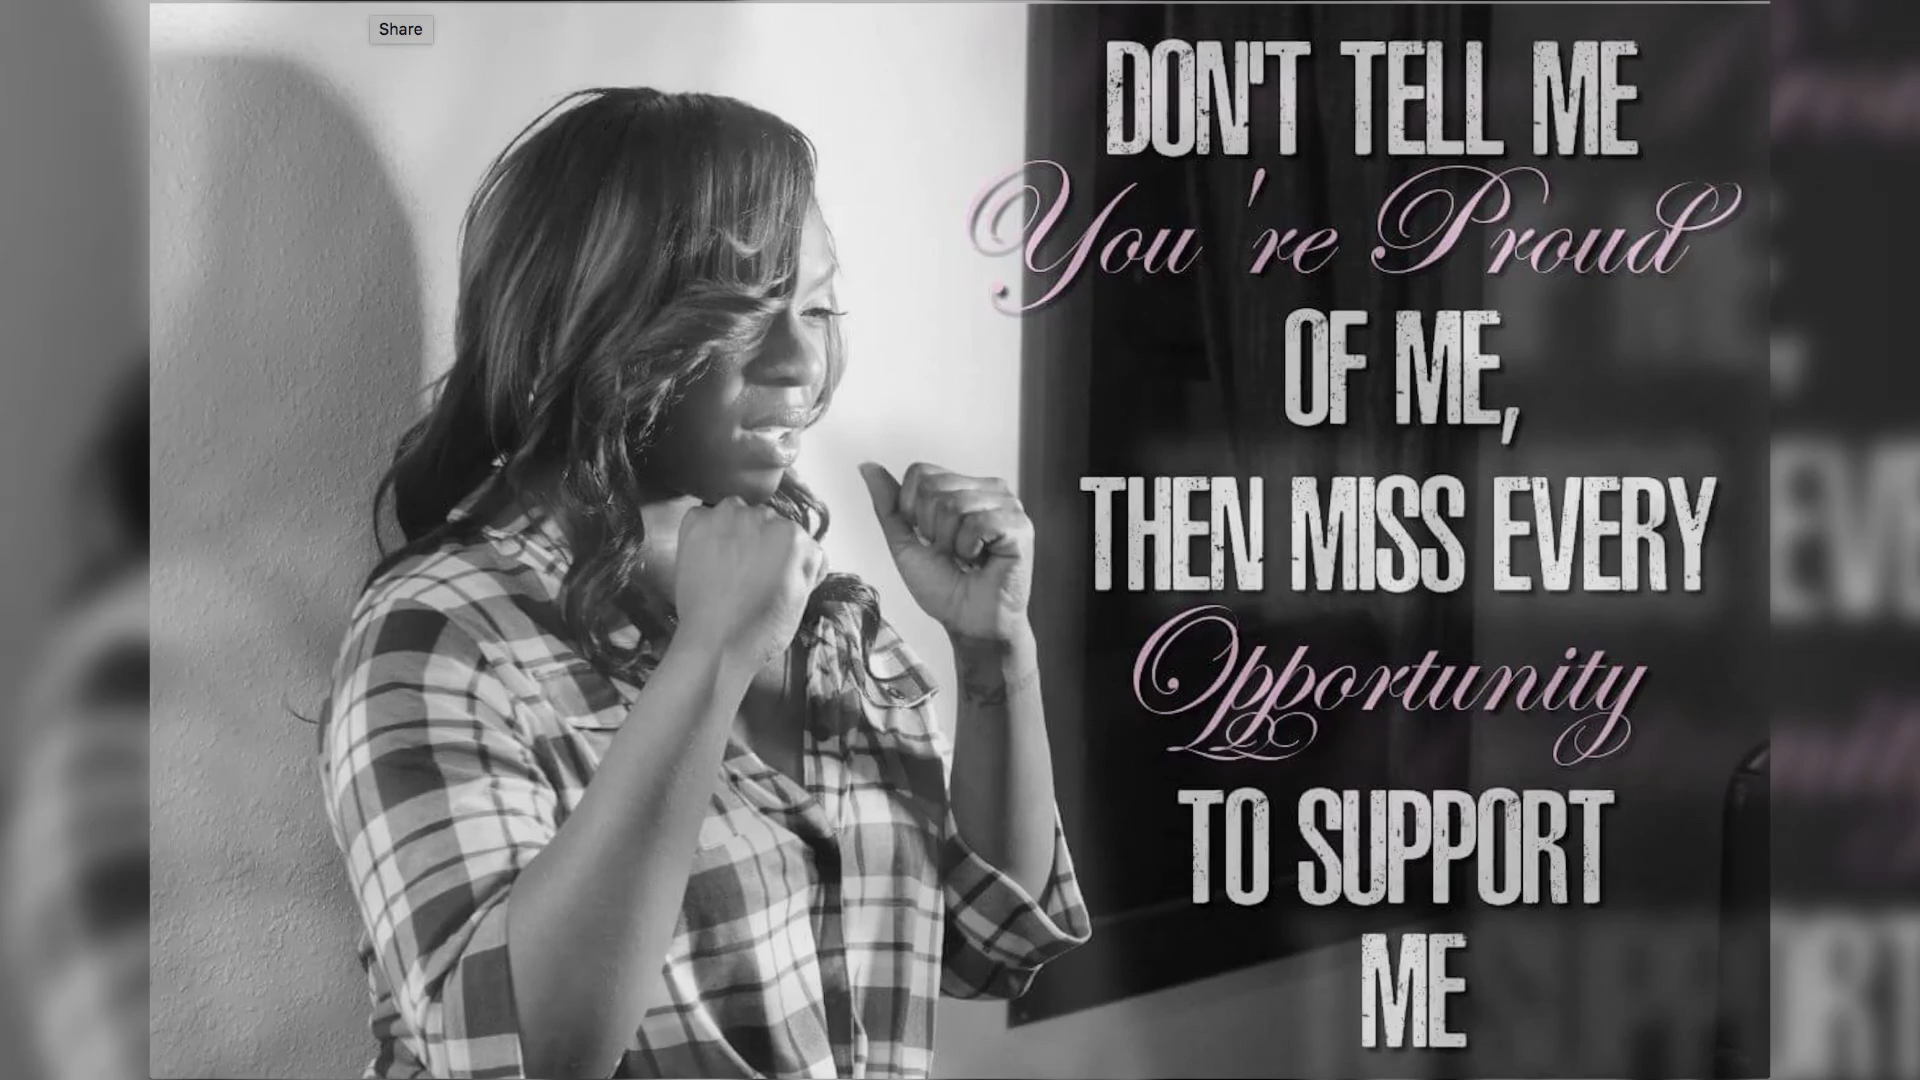 Share
DON'T TELL ME
You're Proud
OF ME,
THEN MISS EVERY
Opportunity
TO SUPPORT
ME